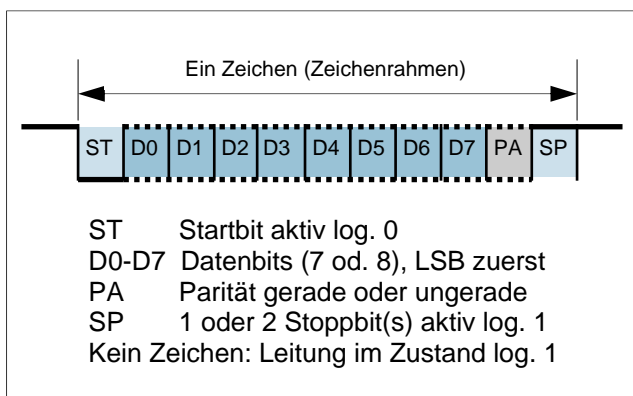 Ein Zeichen (Zeichenrahmen)
ST D0 D1 D2 D3 D4 D5 D6 D7 PA SP
ST Startbit aktiv log. 0
D0-D7 Datenbits (7 od. 8), LSB zuerst
PA Parität gerade oder ungerade
SP 1 oder 2 Stoppbit(s) aktiv log. 1
Kein Zeichen: Leitung im Zustand log. 1